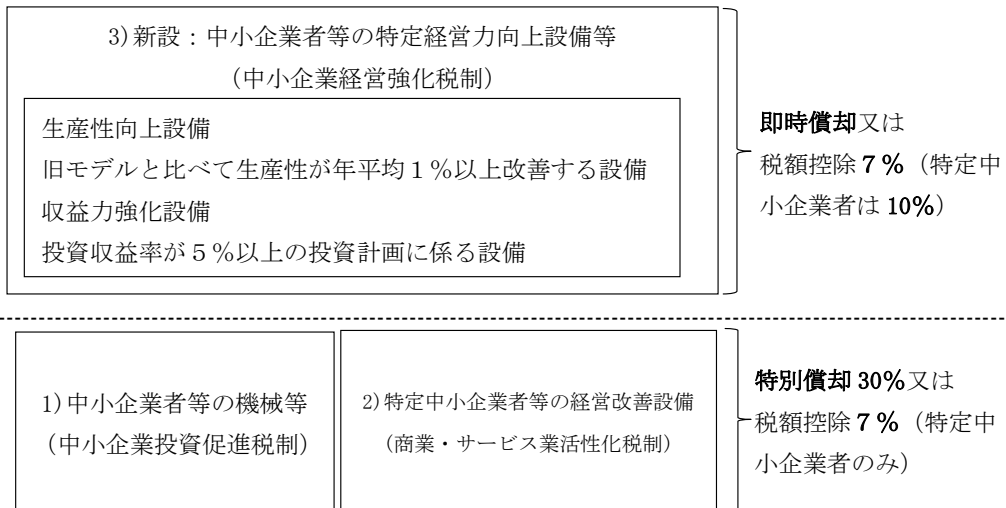 3)新設：中小企業者等の特定経営力向上設備等
（中小企業経営強化税制）
生産性向上設備
旧モデルと比べて生産性が年平均１％以上改善する設備
収益力強化設備
投資収益率が５％以上の投資計画に係る設備
即時償却又は
税額控除７％（特定中
小企業者は 10％）
1)中小企業者等の機械等
（中小企業投資促進税制）
2)特定中小企業者等の経営改善設備
（商業・サービス業活性化税制）
特別償却 30％又は
税額控除７％（特定中
小企業者のみ）